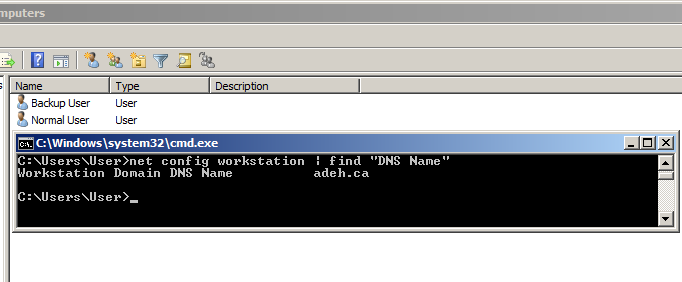 mputers
Name Type Description
Backup User User
Normal User User
C:\Windows\system32\cmd.exe
C:\Users\User>net config workstation | find "DNS Name"
Workstation Domain DNS Name adeh.ca
C:\Users\User>_